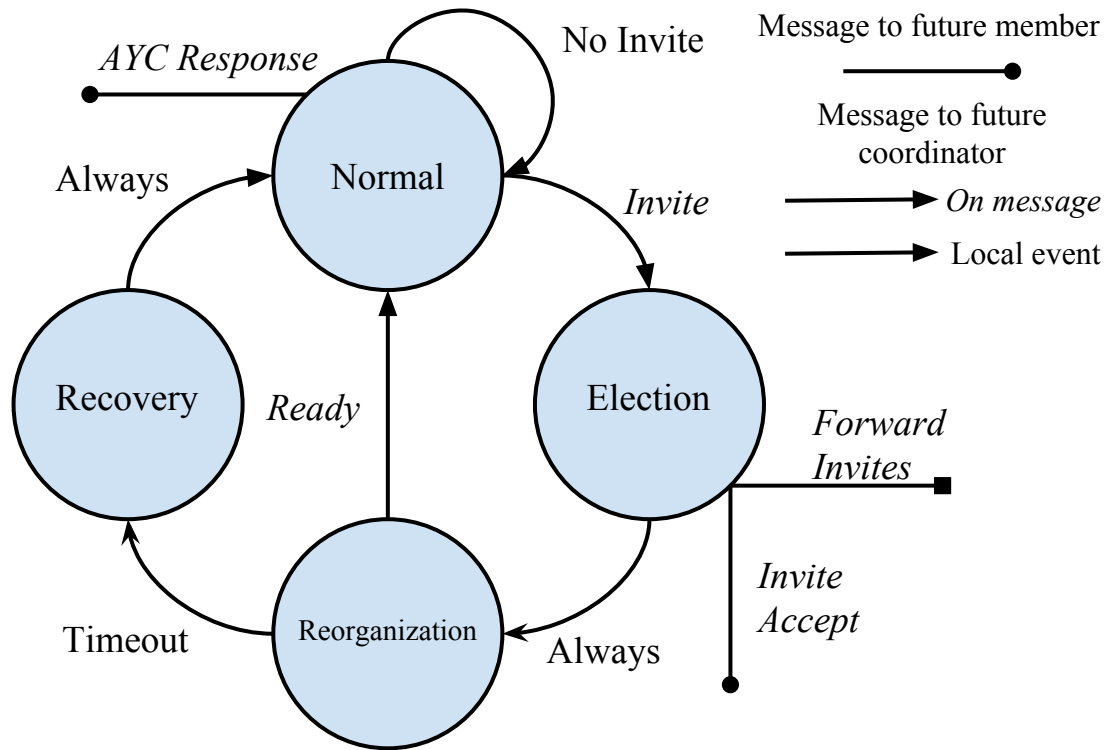 AYC Response
No Invite
Message to future member
Message to future
coordinator
On message
Local event
Always
Normal
Invite
Recovery
Ready
Election
Forward
Invites
Invite
Accept
Timeout
Reorganization
Always